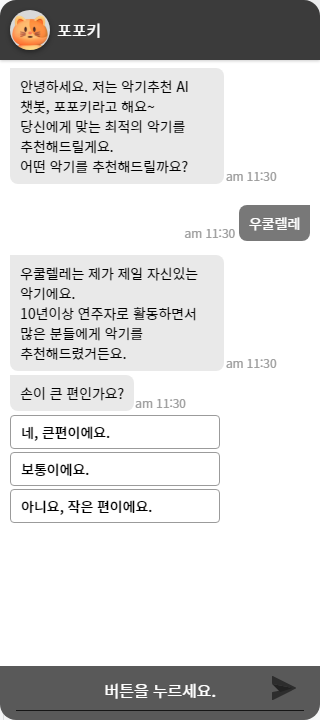 포포키
안녕하세요. 저는 악기추천 AI
챗봇, 포포키라고 해요~
당신에게 맞는 최적의 악기를
추천해드릴게요.
어떤 악기를 추천해드릴까요?
am 11:30
am 11:30 우쿨렐레
우쿨렐레는 제가 제일 자신있는
악기에요.
10년이상 연주자로 활동하면서
많은 분들에게 악기를
추천해드렸거든요.
am 11:30
손이 큰 편인가요?
am 11:30
네, 큰편이에요.
보통이에요.
아니요, 작은 편이에요.
버튼을 누르세요.